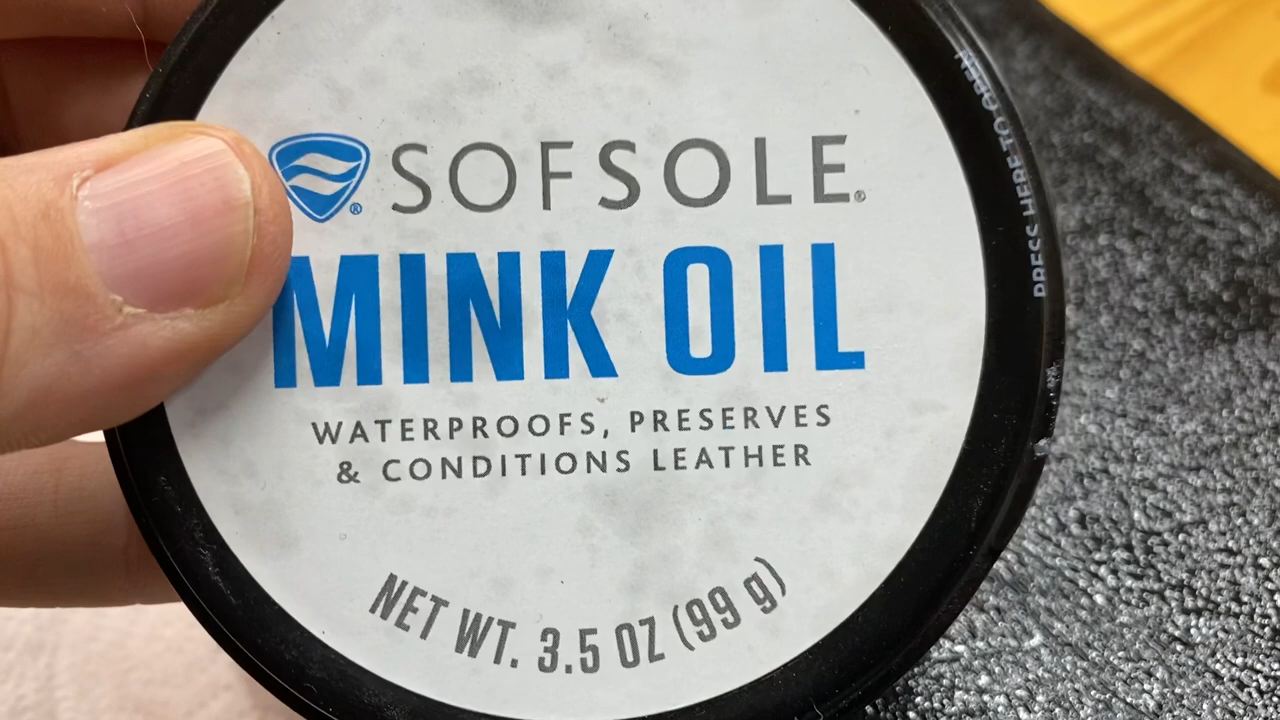 SOFSOLE®
MINK OIL
WATERPROOFS, PRESERVES
& CONDITIONS LEATHER
NET WT. 3.5 OZ (99 g)
PRESS HERE TO OPEN